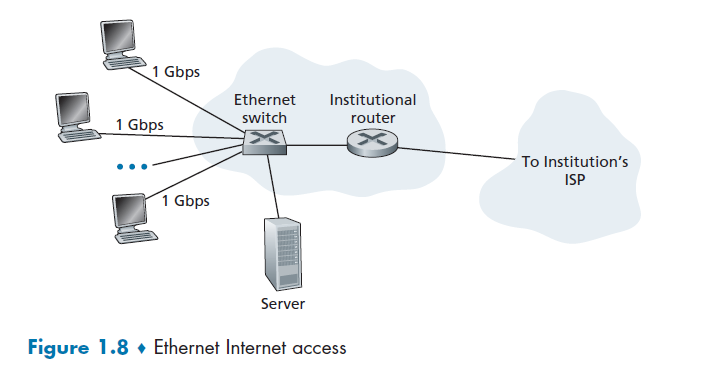 1 Gbps
Ethernet
switch
Institutional
router
1 Gbps
To Institution's
ISP
1 Gbps
Server
Figure 1.8 ♦ Ethernet Internet access